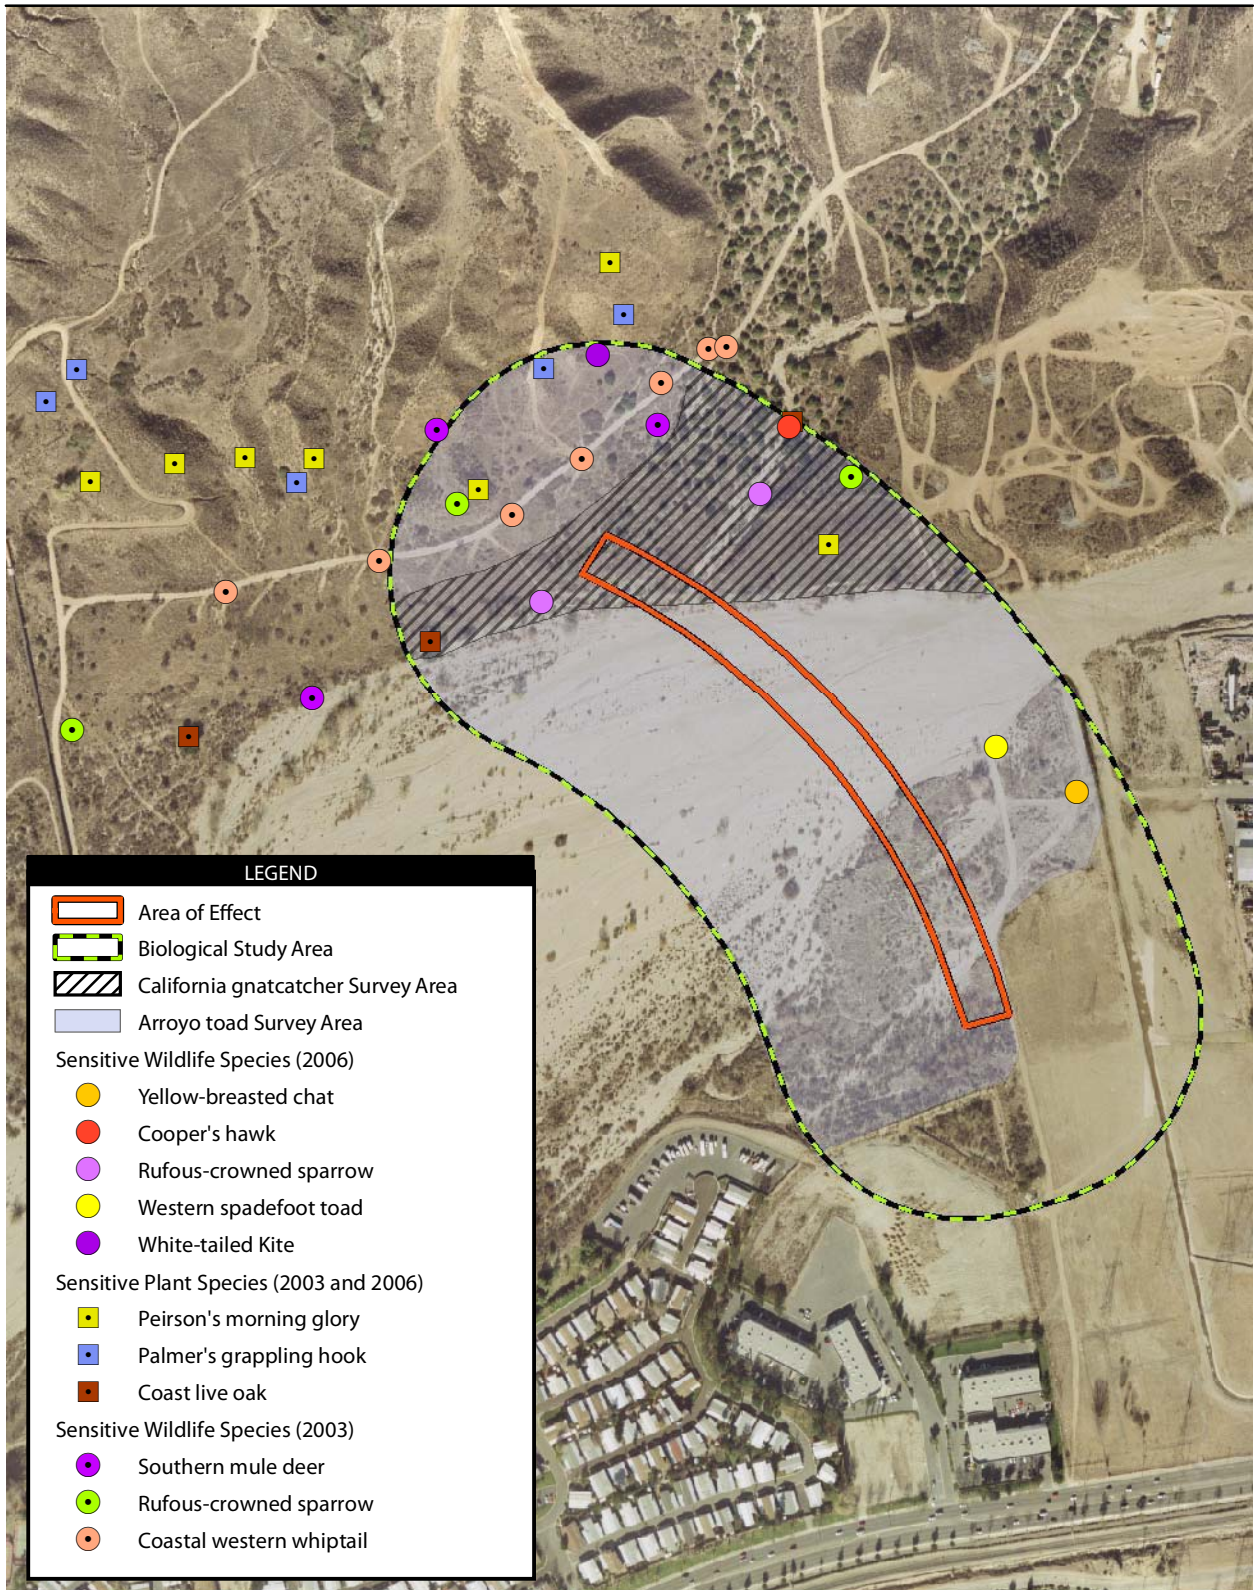 LEGEND
Area of Effect
Biological Study Area
California gnatcatcher Survey Area
Arroyo toad Survey Area
Sensitive Wildlife Species (2006)
Yellow-breasted chat
Cooper's hawk
Rufous-crowned sparrow
Western spadefoot toad
White-tailed Kite
Sensitive Plant Species (2003 and 2006)
Peirson's morning glory
Palmer's grappling hook
Coast live oak
Sensitive Wildlife Species (2003)
Southern mule deer
Rufous-crowned sparrow
Coastal western whiptail